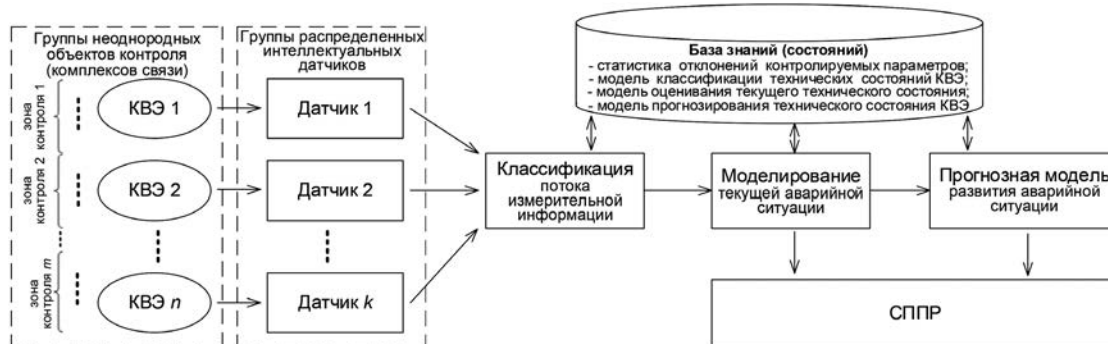 Группы неоднородных
объектов контроля
(комплексов связи)
Группы распределенных
интеллектуальных
датчиков
зона
контроля 1
КВЭ 1
Датчик 1
зона
контроля 2
КВЭ 2
Датчик 2
зона
контроля m
КВЭ n
Датчик k
База знаний (состояний)
- статистика отклонений контролируемых параметров;
- модель классификации технических состояний КВЭ;
- модель оценивания текущего технического состояния;
- модель прогнозирования технического состояния КВЭ
Классификация
потока
измерительной
информации
Моделирование
текущей аварийной
ситуации
Прогнозная модель
развития аварийной
ситуации
СППР